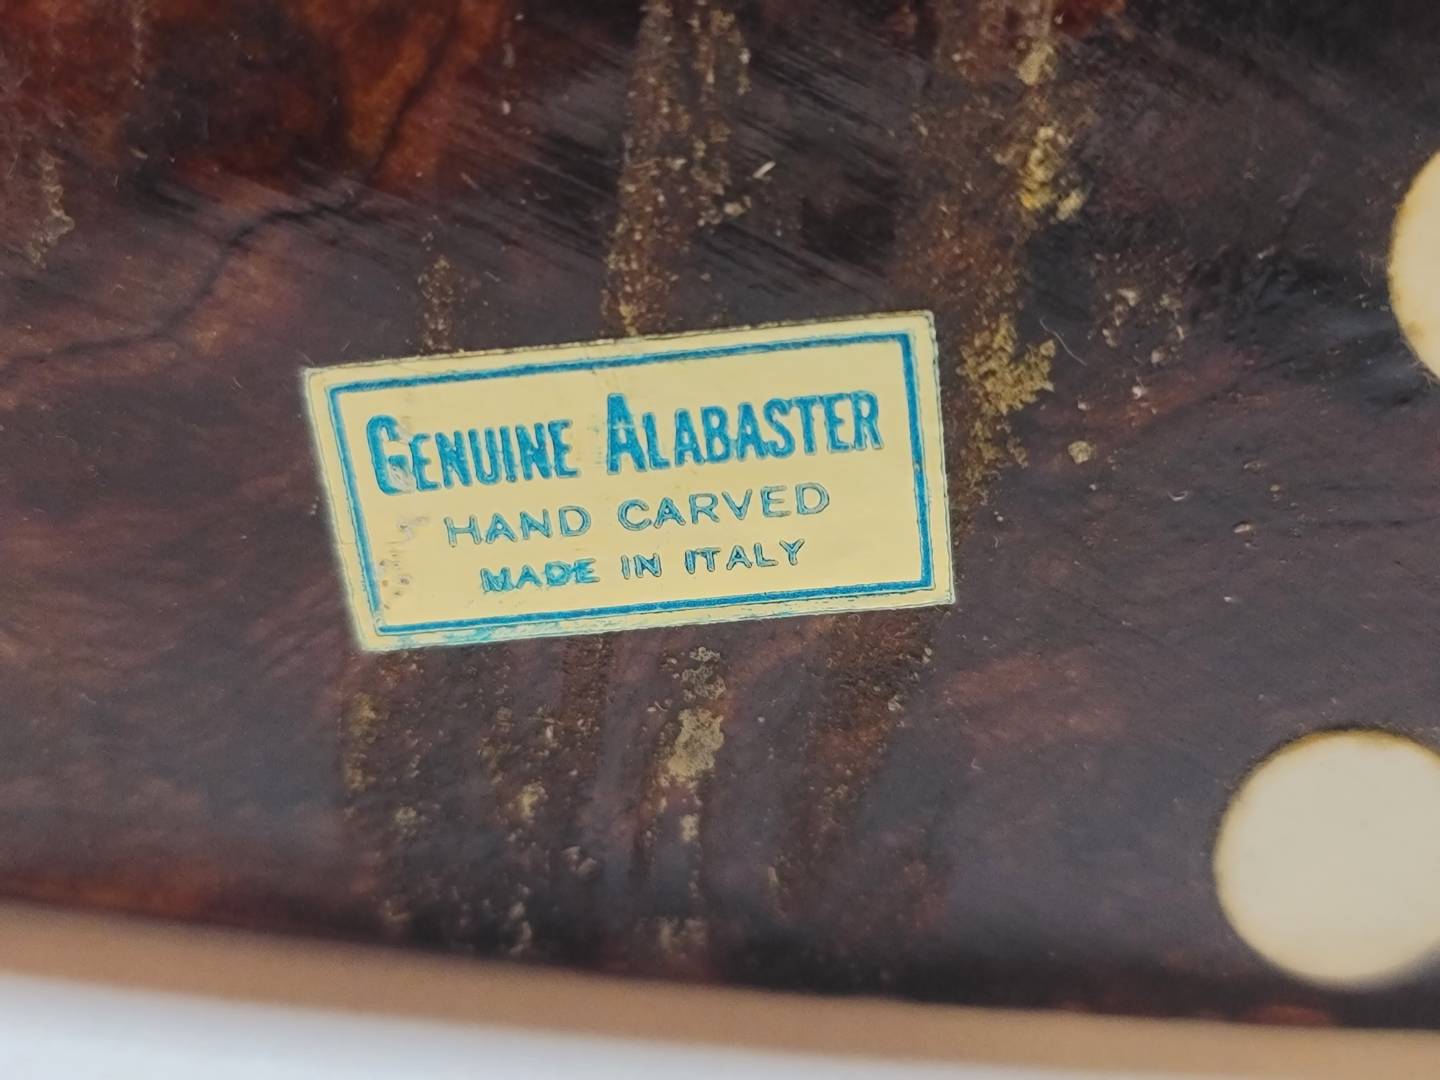 GENUINE ALABASTER
HAND CARVED
MADE IN ITALY